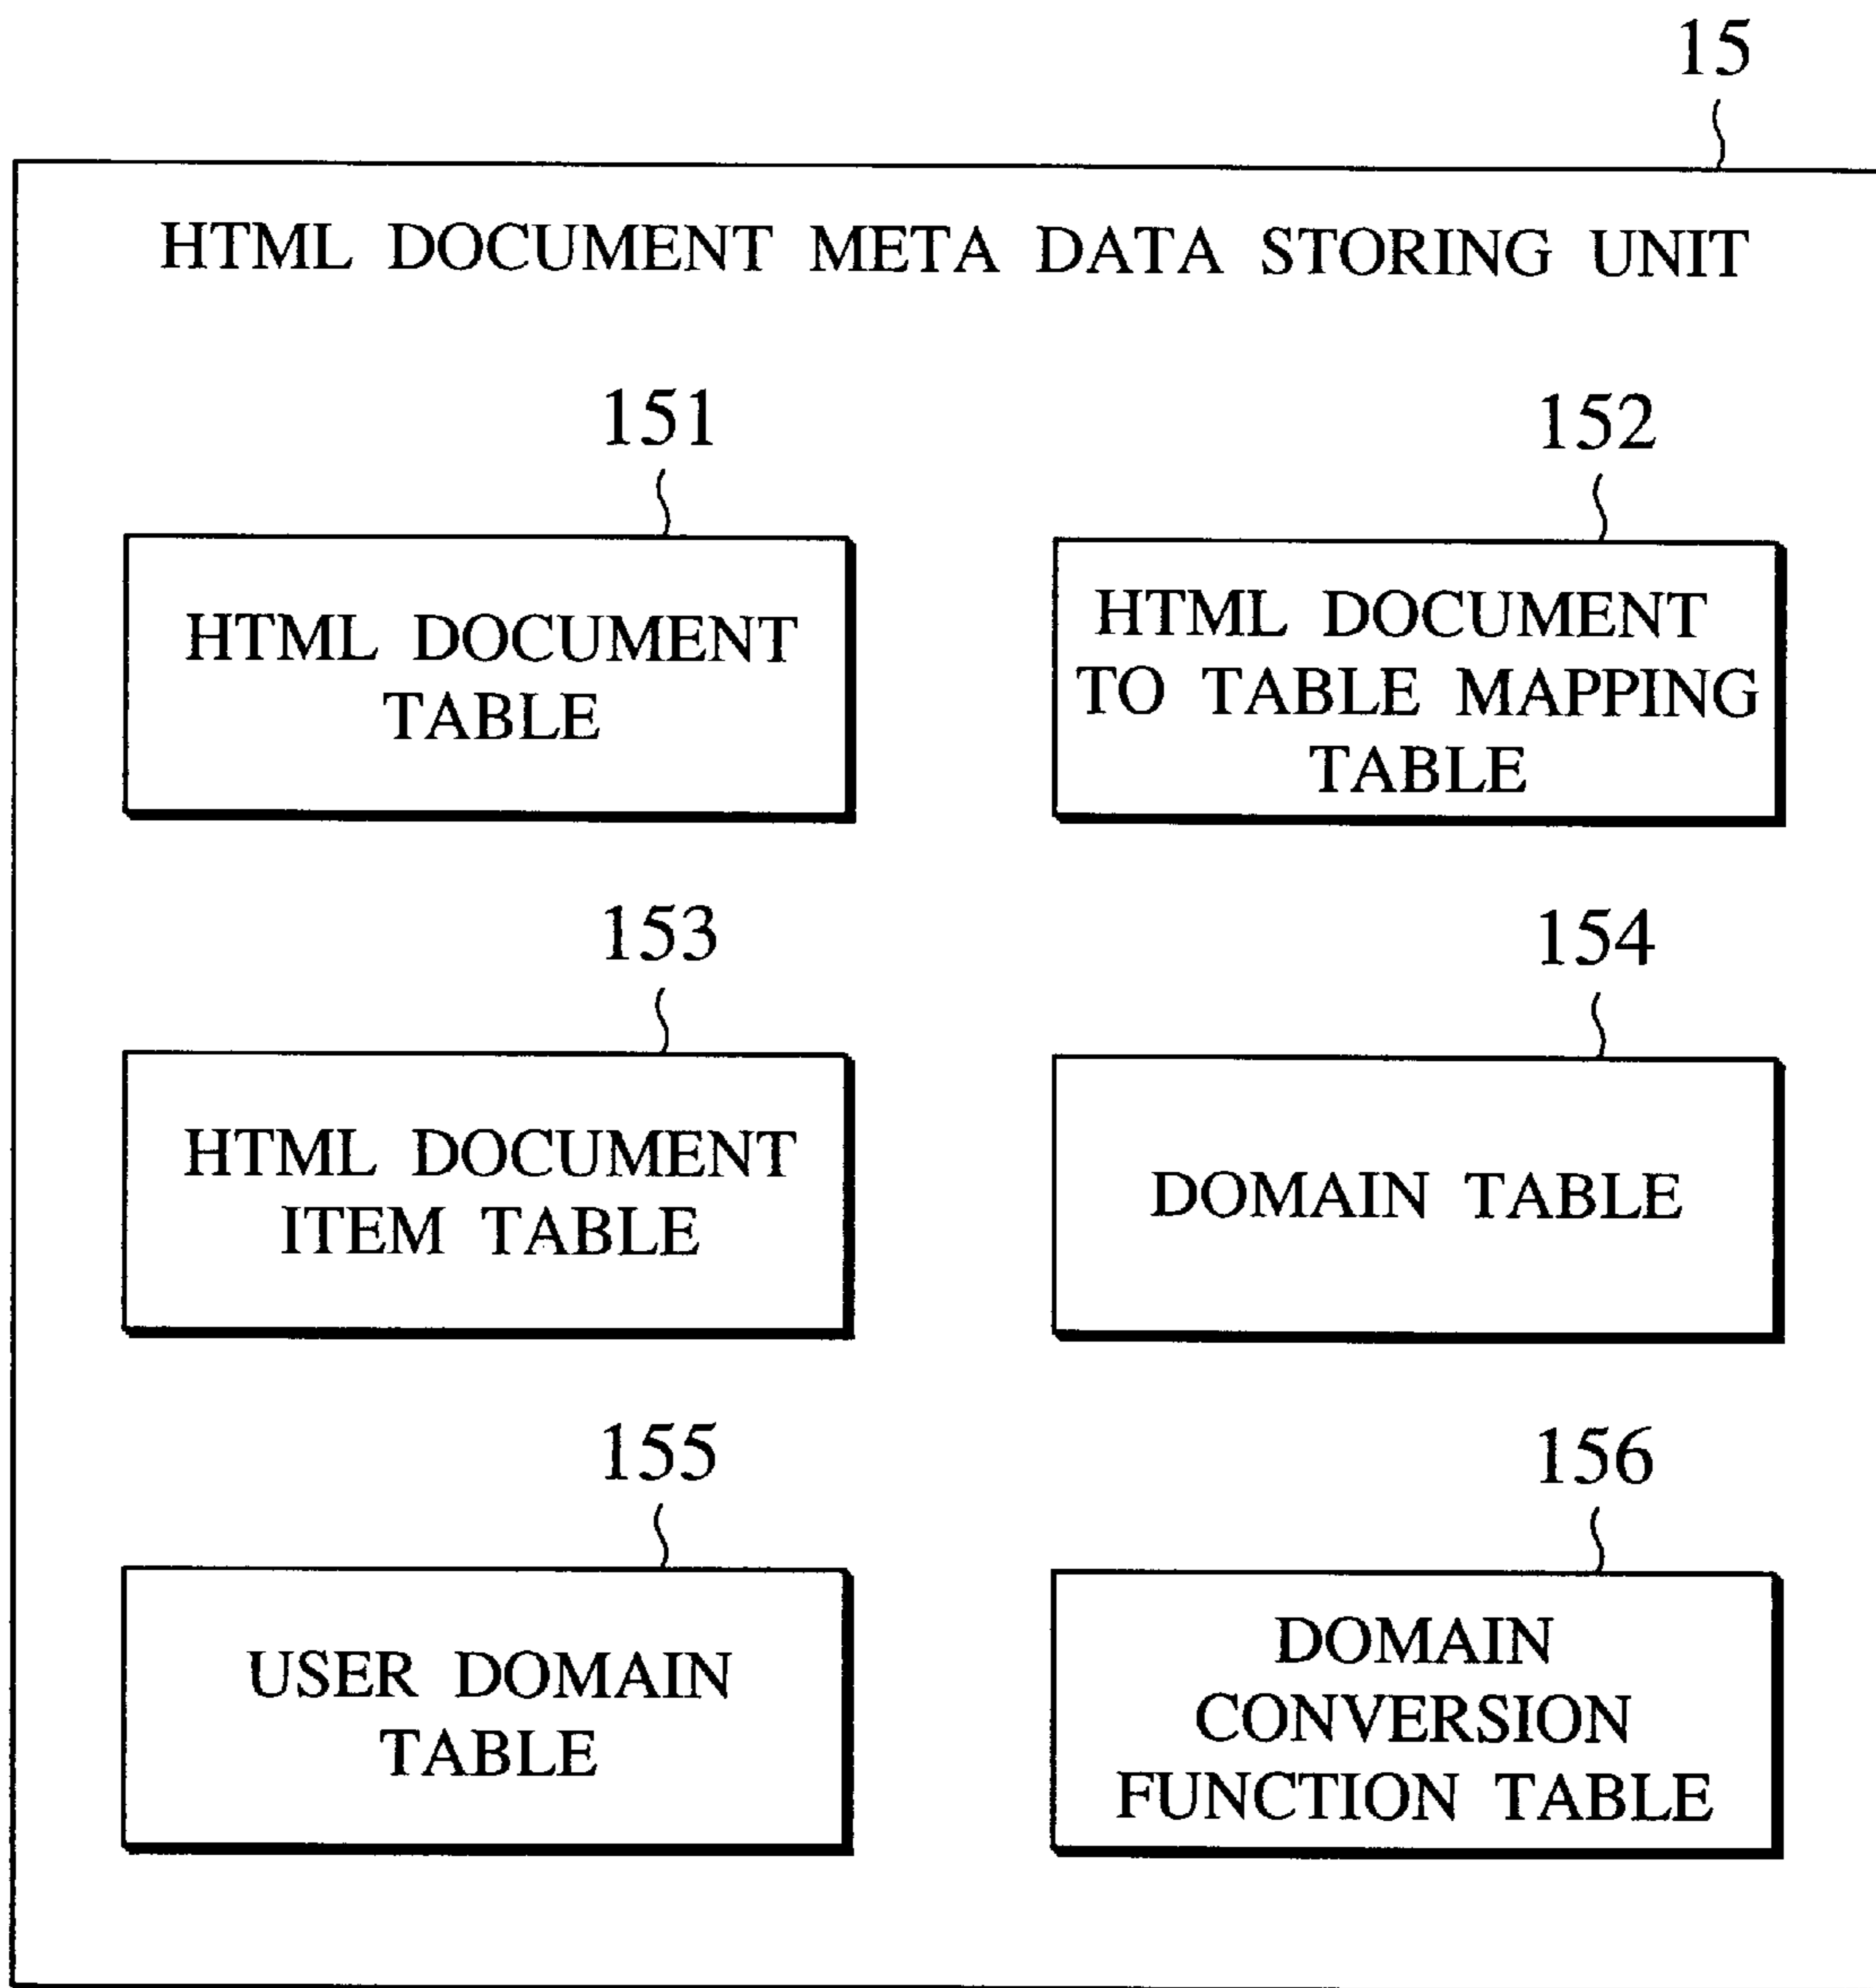 15
HTML DOCUMENT META DATA STORING UNIT
151
HTML DOCUMENT
TABLE
152
HTML DOCUMENT
TO TABLE MAPPING
TABLE
153
HTML DOCUMENT
ITEM TABLE
154
DOMAIN TABLE
155
USER DOMAIN
TABLE
156
DOMAIN
CONVERSION
FUNCTION TABLE